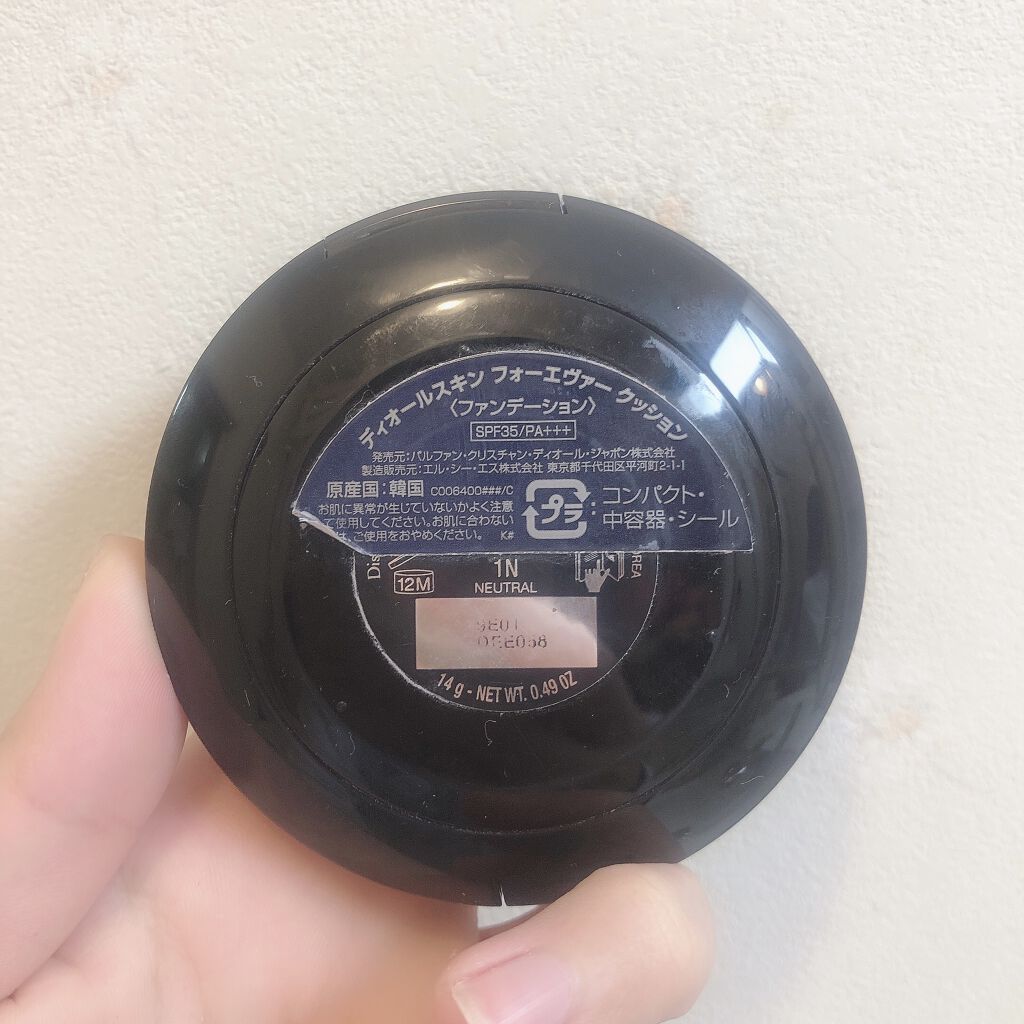 ディオールスキン フォーエヴァー クッション
〈ファンデーション〉
SPF35/PA+++
発売元:パルファン・クリスチャン・ディオール・ジャポン株式会社
製造販売元:エル・シー・エス株式会社 東京都千代田区平河町2-1-1
原産国:韓国 C006400###/C
お肌に異常が生じていないかよく注意
て使用してください。お肌に合わない
は、ご使用をおやめください。 K#
プラ
:コンパクト・
中容器・シール
Dis
12M
1N
NEUTRAL
REA
14 g - NET WT. 0.49 OZ